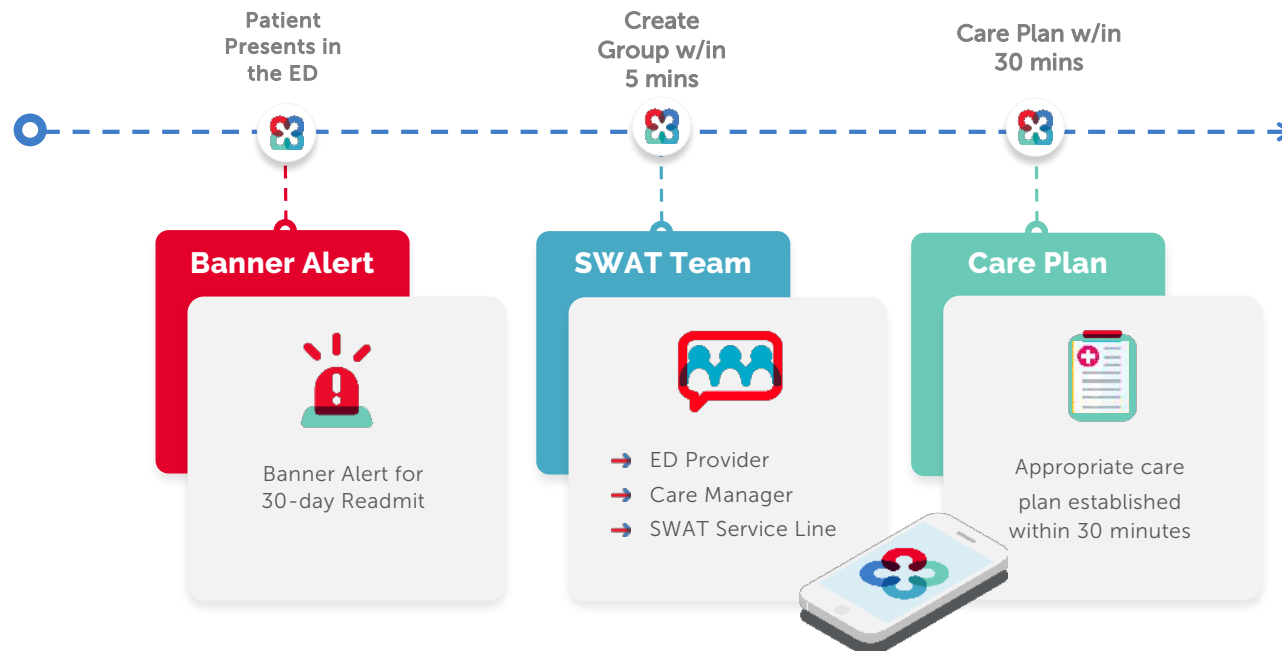 Patient
Presents in
the ED
Create
Group w/in
5 mins
Care Plan w/in
30 mins
Banner Alert
Banner Alert for
30-day Readmit
SWAT Team
ED Provider
Care Manager
SWAT Service Line
Care Plan
Appropriate care
plan established
within 30 minutes